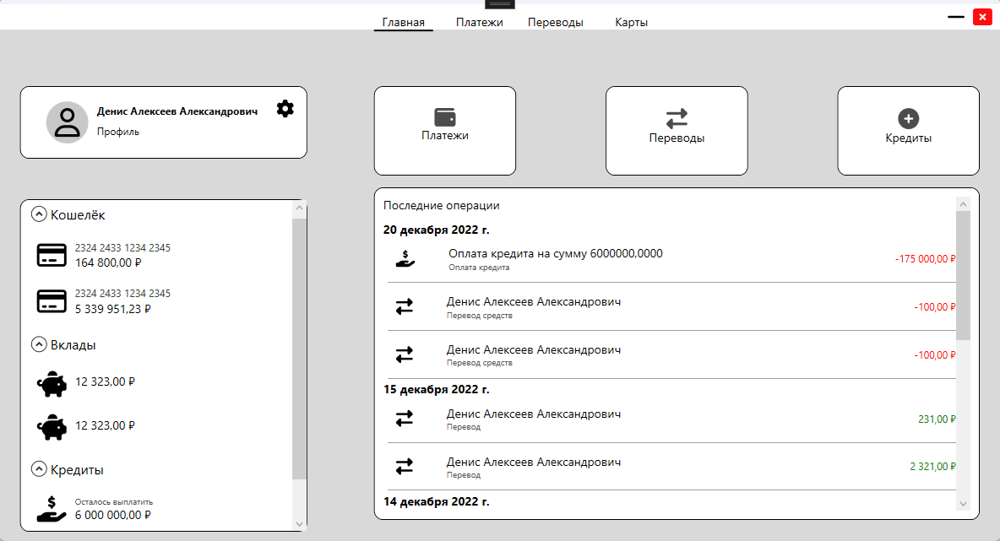 Главная Платежи Переводы Карты
Денис Алексеев Александрович
Профиль
Платежи
Переводы
Кредиты
Кошелёк
2324 2433 1234 2345
164 800,00 ₽
2324 2433 1234 2345
5 339 951,23 ₽
Вклады
12 323,00 ₽
12 323,00 ₽
Кредиты
Осталось выплатить
6 000 000,00 ₽
Последние операции
20 декабря 2022 г.
Оплата кредита на сумму 6000000,0000
Оплата кредита
-175 000,00 ₽
Денис Алексеев Александрович
Перевод средств
-100,00 ₽
Денис Алексеев Александрович
Перевод средств
-100,00 ₽
15 декабря 2022 г.
Денис Алексеев Александрович
Перевод
231,00 ₽
Денис Алексеев Александрович
Перевод
2 321,00 ₽
14 декабря 2022 г.